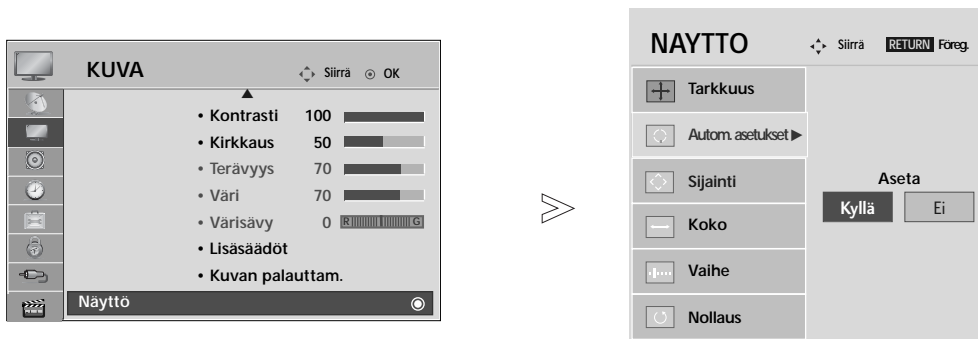 KUVA
Siirrä ⊙ OK
• Kontrasti 100
• Kirkkaus 50
• Terävyys 70
• Väri 70
• Värisävy 0 R G
• Lisäsäädöt
• Kuvan palauttam.
Näyttö
NAYTTO
Siirrä RETURN Föreg.
Tarkkuus
Autom. asetukset ►
Sijainti
Koko
Vaihe
Nollaus
Aseta
Kyllä Ei